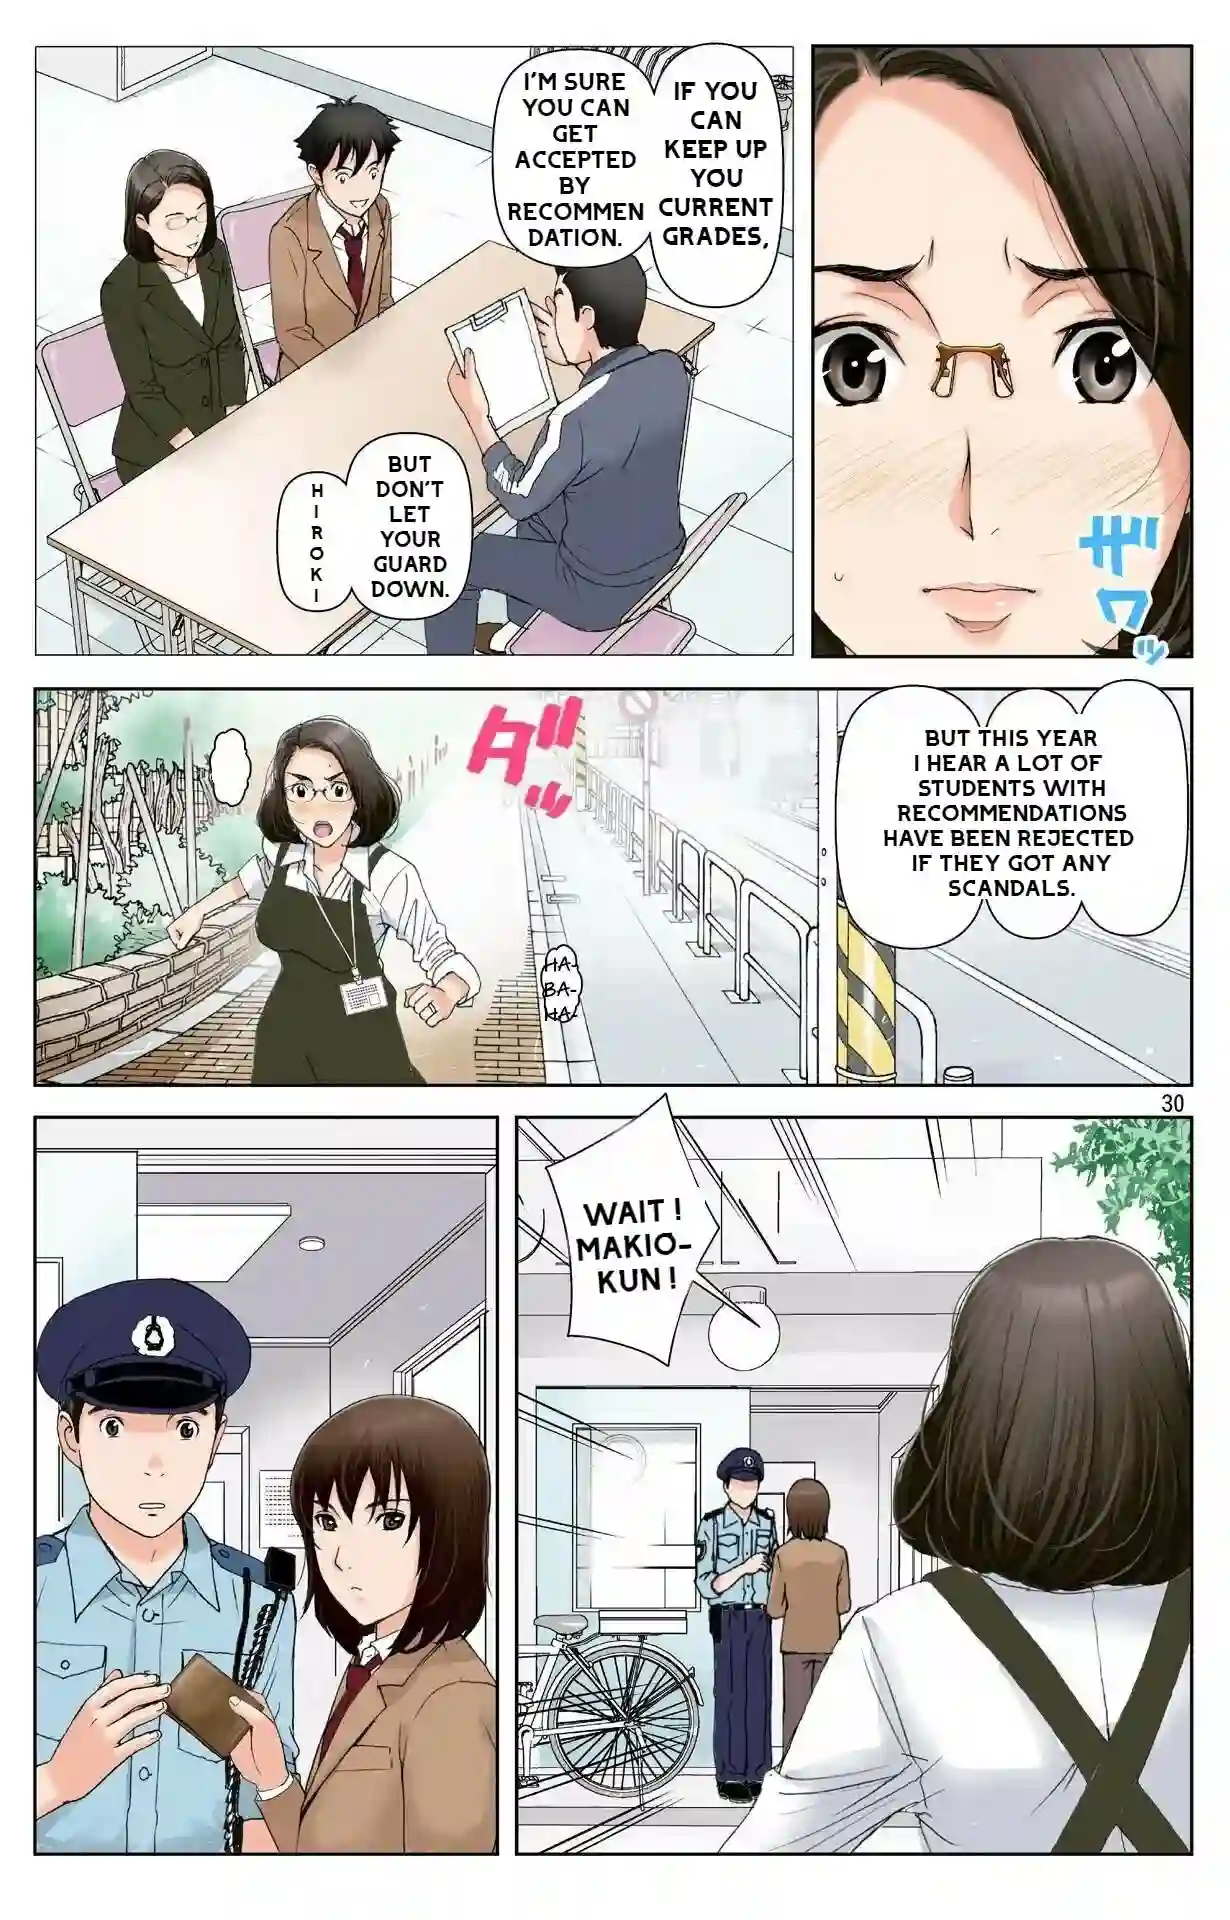 IF YOU
CAN
KEEP UP
YOU
CURRENT
GRADES,
I'M SURE
YOU CAN
GET
ACCEPTED
BY
RECOMMEN
DATION.
BUT
DON'T
LET
YOUR
GUARD
DOWN.
HIROKI
ギクッ
BUT THIS YEAR
I HEAR A LOT OF
STUDENTS WITH
RECOMMENDATIONS
HAVE BEEN REJECTED
IF THEY GOT ANY
SCANDALS.
ダッ
HA-
BA-
HA-
30
WAIT !
MAKIO-
KUN !